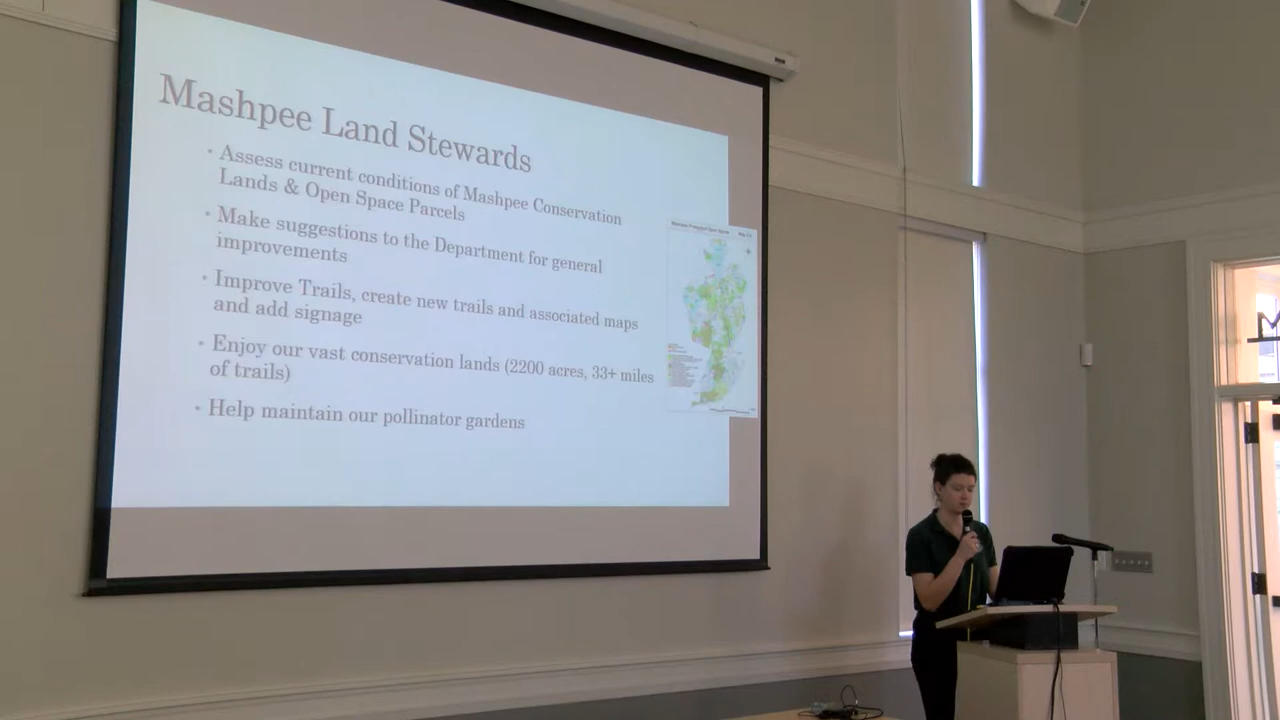 Mashpee Land Stewards
• Assess current conditions of Mashpee Conservation
Lands & Open Space Parcels
• Make suggestions to the Department for general
improvements
• Improve Trails, create new trails and associated maps
and add signage
• Enjoy our vast conservation lands (2200 acres, 33+ miles
of trails)
• Help maintain our pollinator gardens